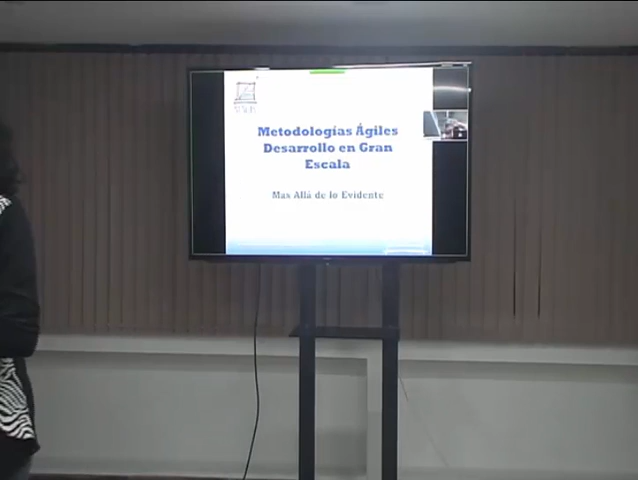 Metodologías Ágiles
Desarrollo en Gran
Escala
Mas Allá de lo Evidente